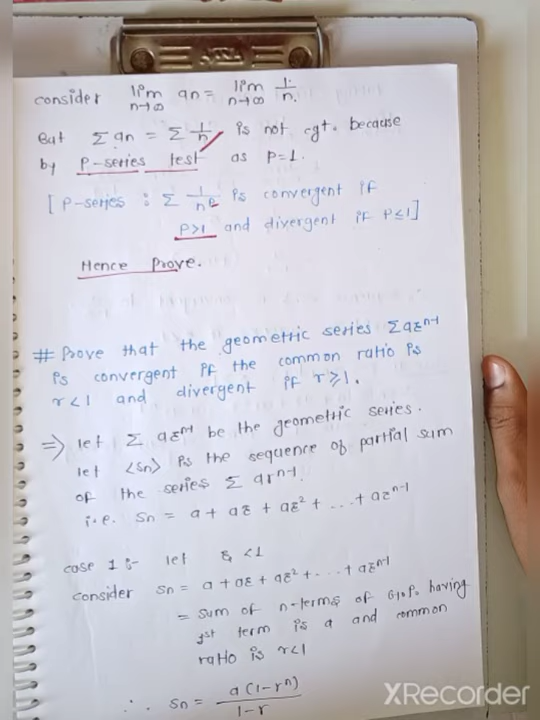 consider lim n→∞ an = lim n→∞ 1/n.
But Σ an = Σ 1/n is not cgt. because
by P-series test as P=1.
[ P-series : Σ 1/n^p is convergent if
P>1 and divergent if P≤1 ]
Hence Prove.
# Prove that the geometric series Σar^n-1
is convergent if the common ratio is
r<1 and divergent if r≥1.
⇒ let Σ ar^n-1 be the geometric series.
let <Sn> is the sequence of partial sum
of the series Σ ar^n-1.
i.e. Sn = a + ar + ar² + ... + ar^n-1
case 1 :- let r <1
consider Sn = a + ar + ar² + ... + ar^n-1
= sum of n-terms of G.P. having
1st term is a and common
ratio is r<1
∴ Sn = a(1-r^n)/1-r
XRecorder